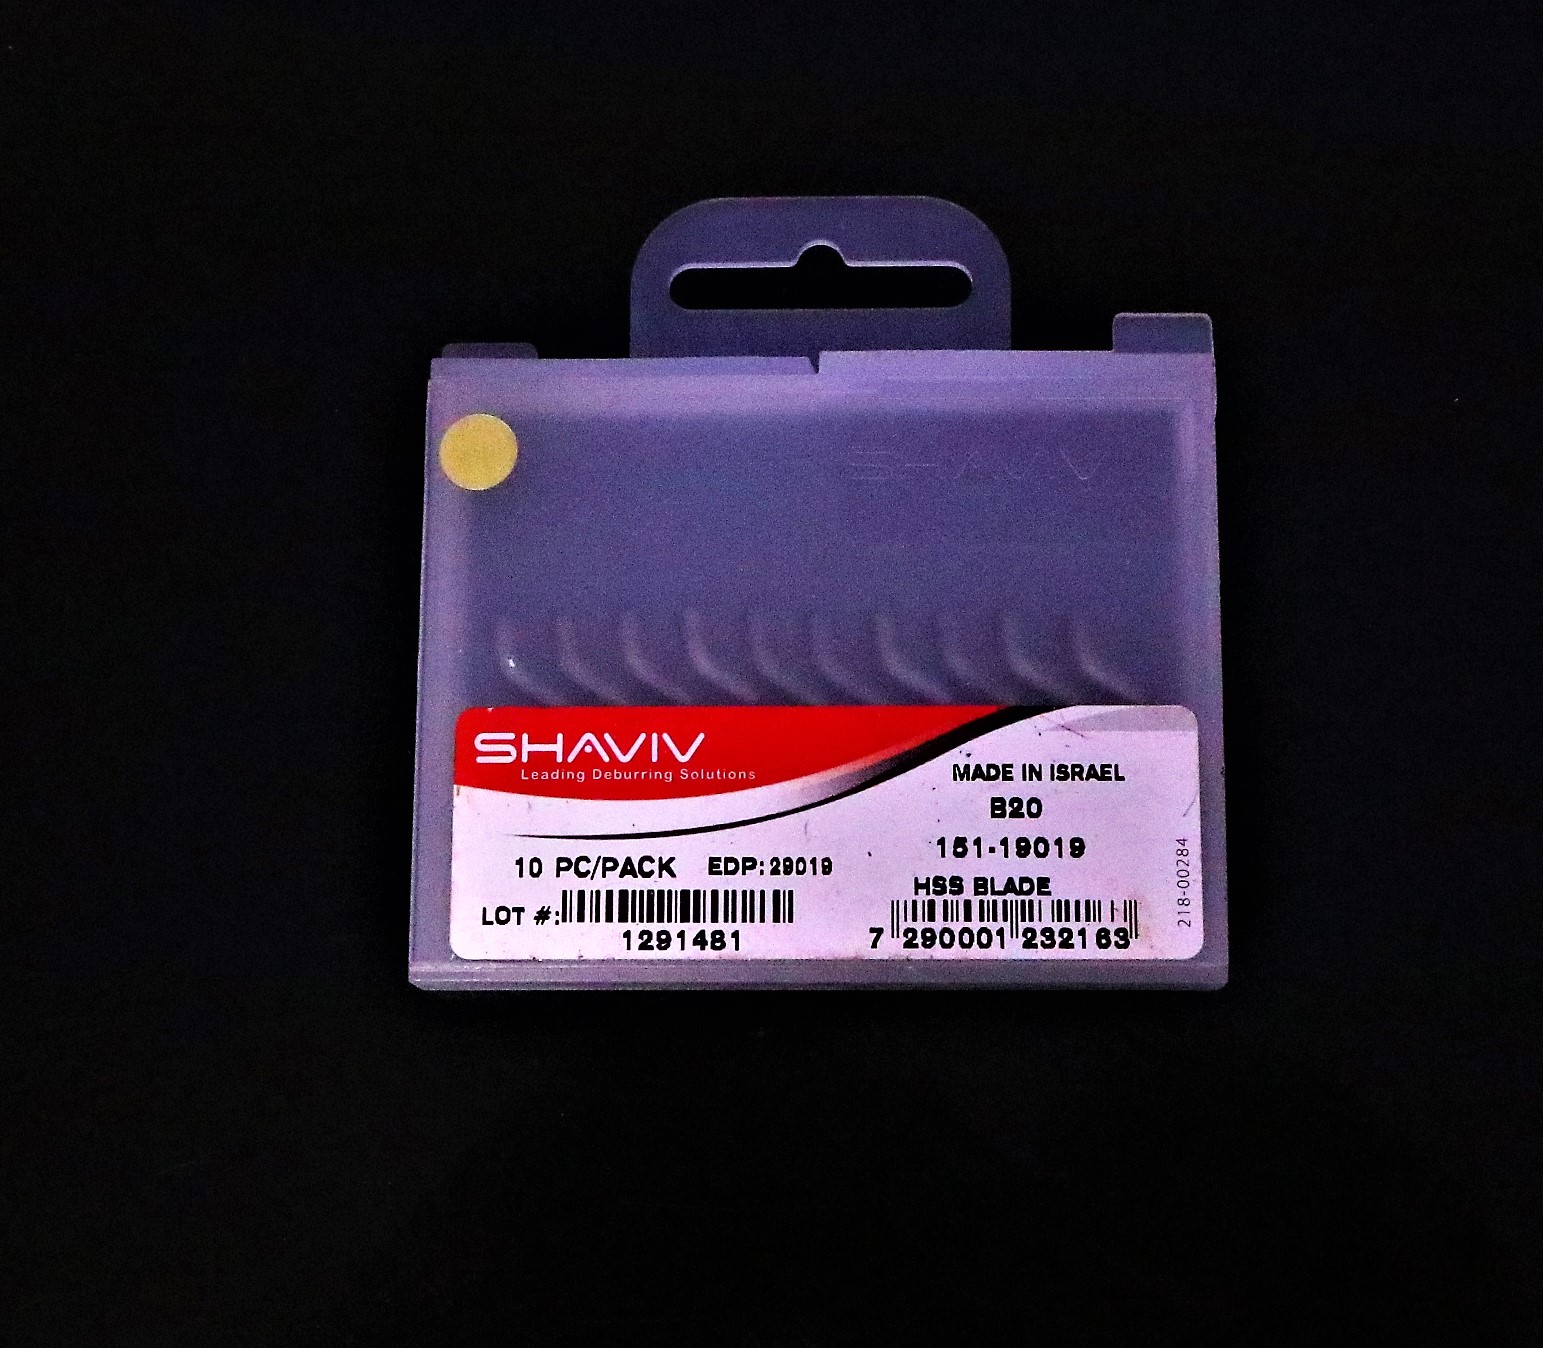 SHAVIV
SHAVIV
Leading Deburring Solutions
MADE IN ISRAEL
B20
151-19019
10 PC/PACK EDP: 29019
HSS BLADE
LOT #:
1291481
7 290001 232163
218-00284